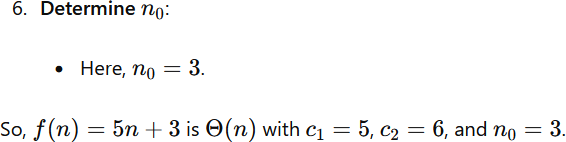 6. Determine n₀:
• Here, n₀ = 3.
So, f(n) = 5n + 3 is Θ(n) with c₁ = 5, c₂ = 6, and n₀ = 3.